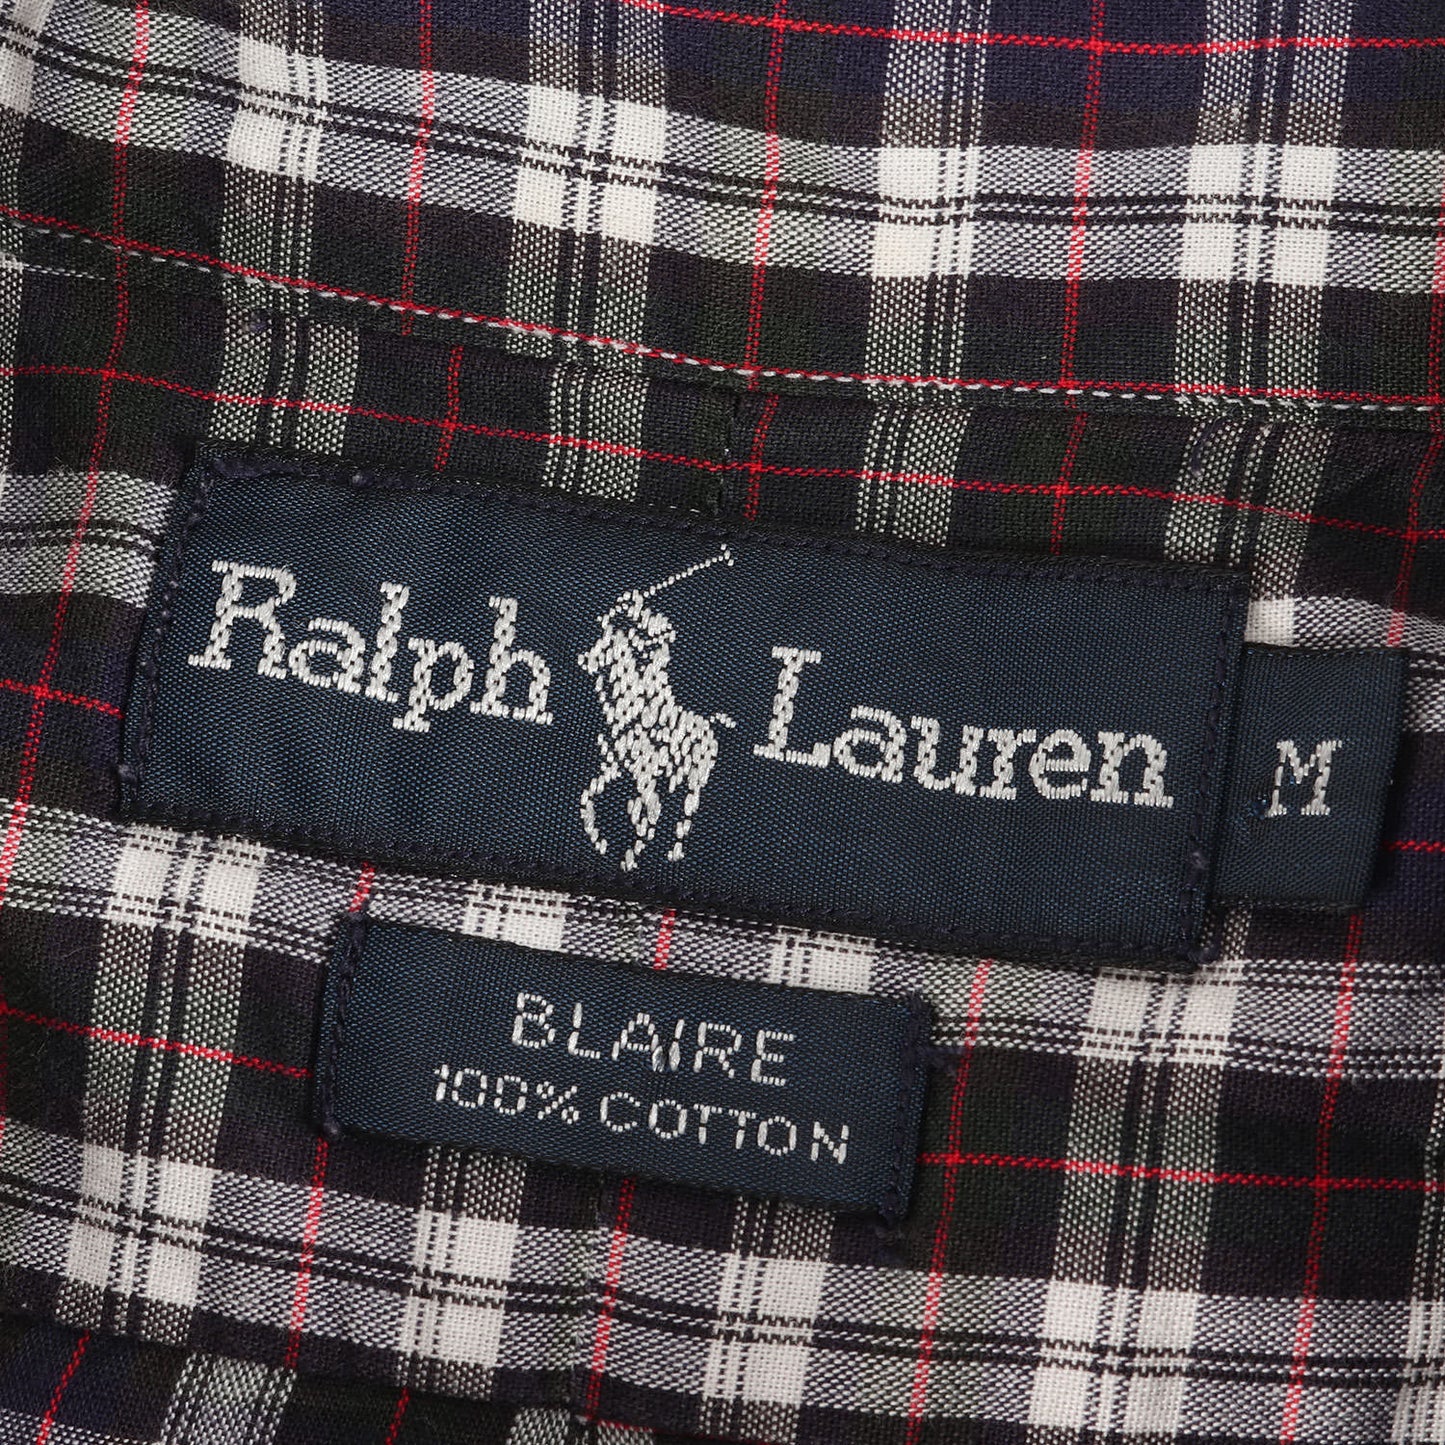 Ralph Lauren
M
BLAIRE
100% COTTON